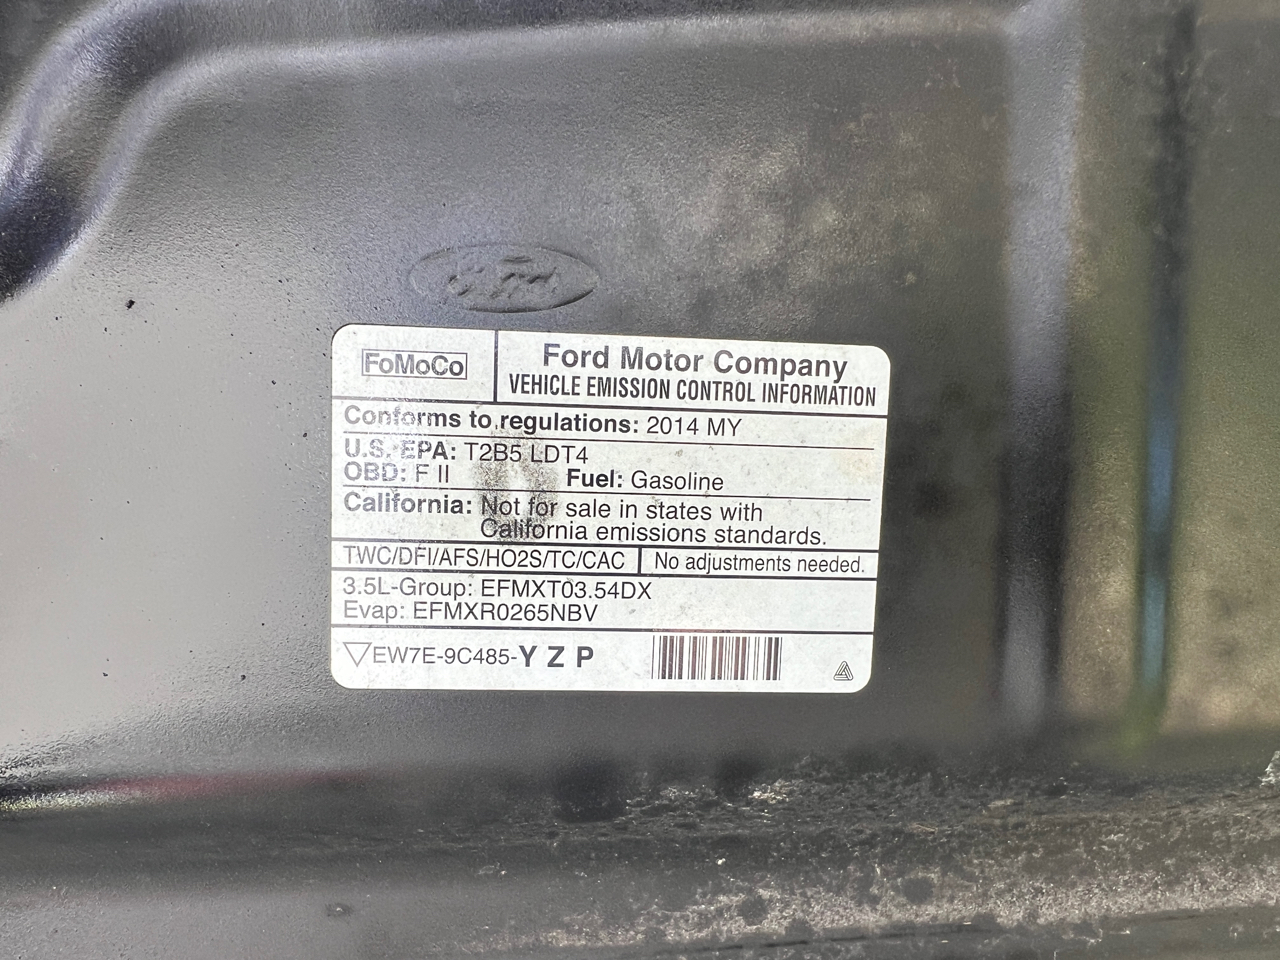 Ford
FoMoCo
Ford Motor Company
VEHICLE EMISSION CONTROL INFORMATION
Conforms to regulations: 2014 MY
U.S. EPA: T2B5 LDT4
OBD: F II Fuel: Gasoline
California: Not for sale in states with
California emissions standards.
TWC/DFI/AFS/HO2S/TC/CAC No adjustments needed.
3.5L-Group: EFMXT03.54DX
Evap: EFMXR0265NBV
EW7E-9C485-Y Z P